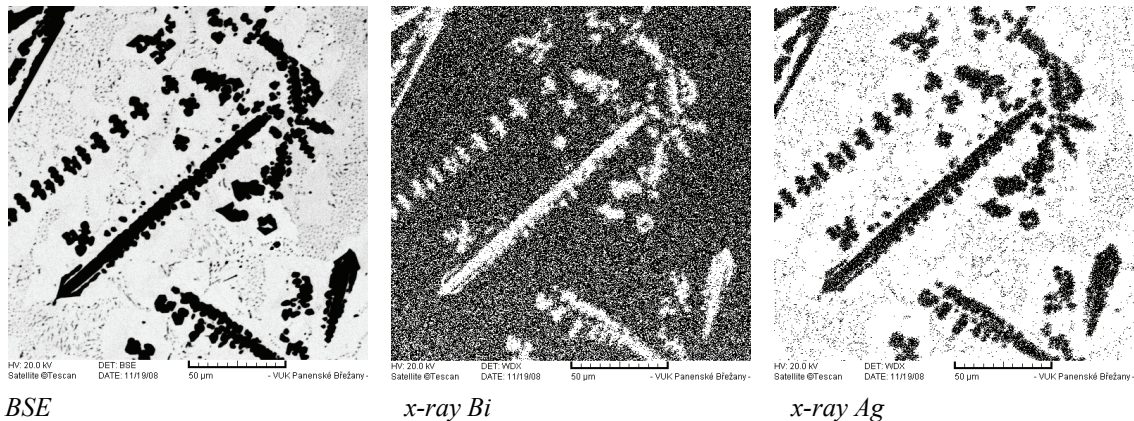 HV: 20.0 kV DET: BSE
Satellite ©Tescan DATE: 11/19/08 50 µm - VUK Panenské Břežany -
HV: 20.0 kV DET: WDX
Satellite ©Tescan DATE: 11/19/08 50 µm - VUK Panenské Břežany -
HV: 20.0 kV DET: WDX
Satellite ©Tescan DATE: 11/19/08 50 µm - VUK Panenské Břežany -
BSE
x-ray Bi
x-ray Ag